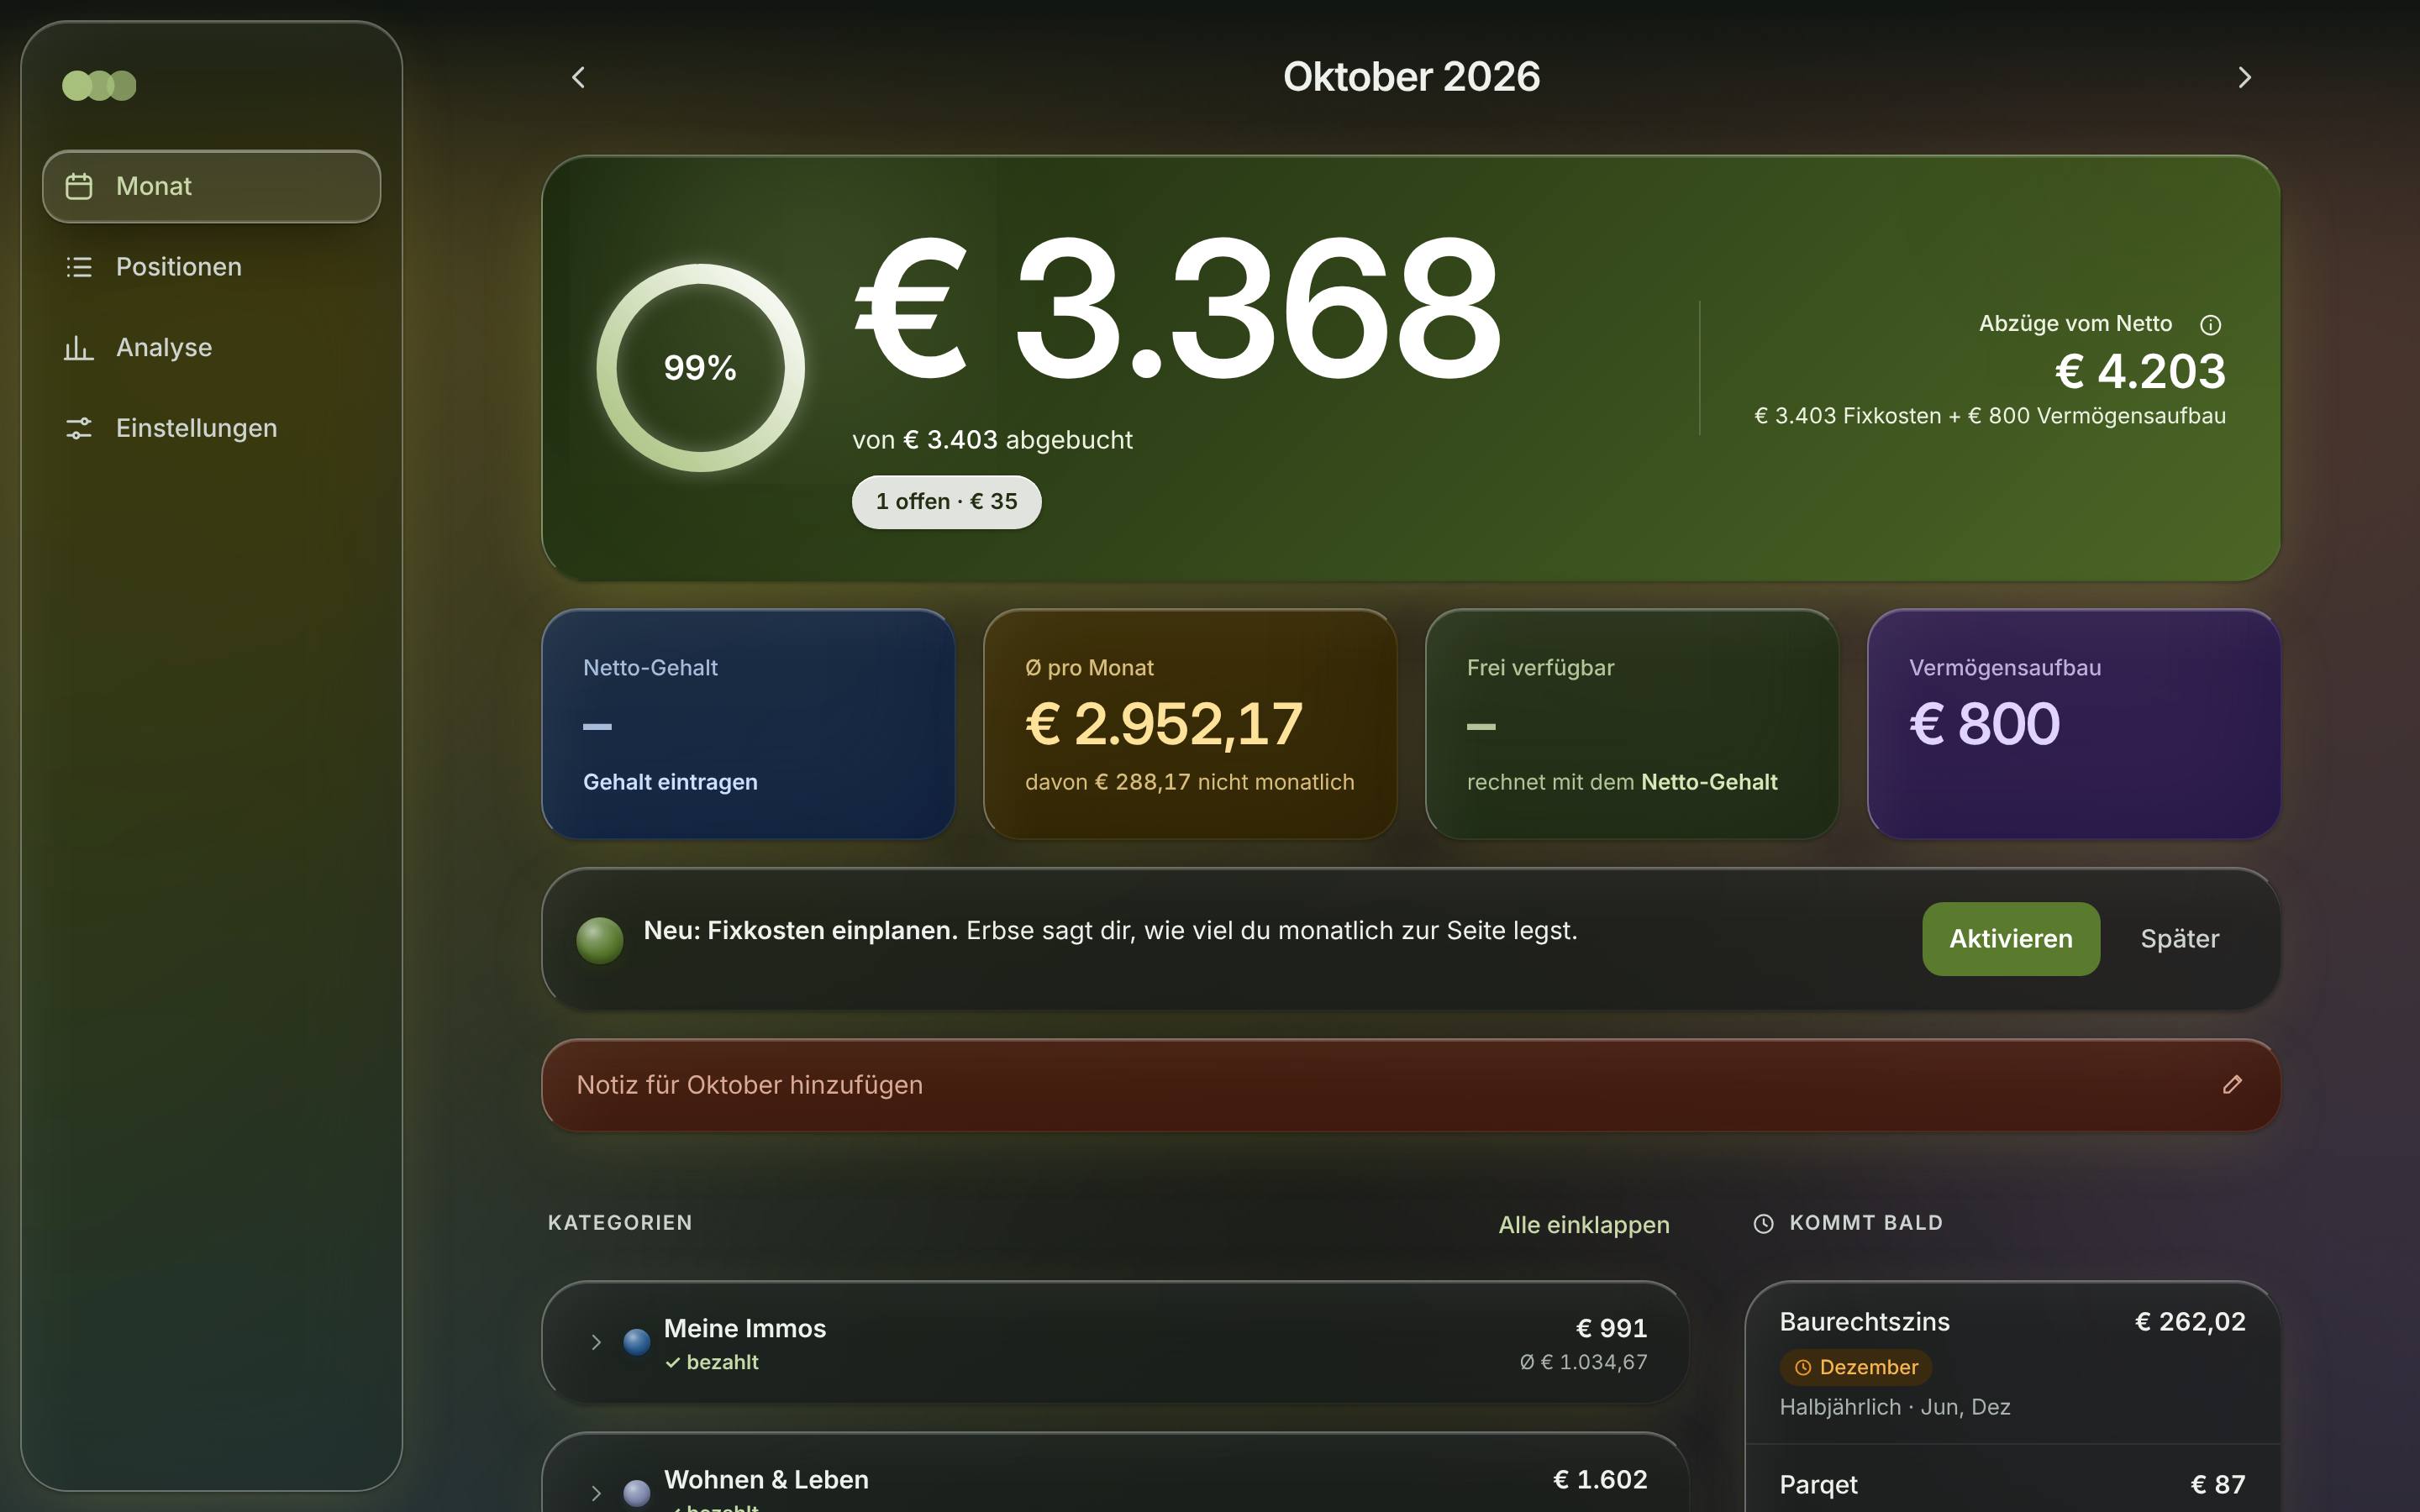 Oktober 2026
Monat
Positionen
Analyse
Einstellungen
99%
€ 3.368
von € 3.403 abgebucht
1 offen · € 35
Abzüge vom Netto
€ 4.203
€ 3.403 Fixkosten + € 800 Vermögensaufbau
Netto-Gehalt
–
Gehalt eintragen
Ø pro Monat
€ 2.952,17
davon € 288,17 nicht monatlich
Frei verfügbar
–
rechnet mit dem Netto-Gehalt
Vermögensaufbau
€ 800
Neu: Fixkosten einplanen. Erbse sagt dir, wie viel du monatlich zur Seite legst.
Aktivieren
Später
Notiz für Oktober hinzufügen
KATEGORIEN
Alle einklappen
Meine Immos
€ 991
✓ bezahlt
Ø € 1.034,67
Wohnen & Leben
€ 1.602
✓ bezahlt
KOMMT BALD
Baurechtszins
€ 262,02
Dezember
Halbjährlich · Jun, Dez
Parqet
€ 87